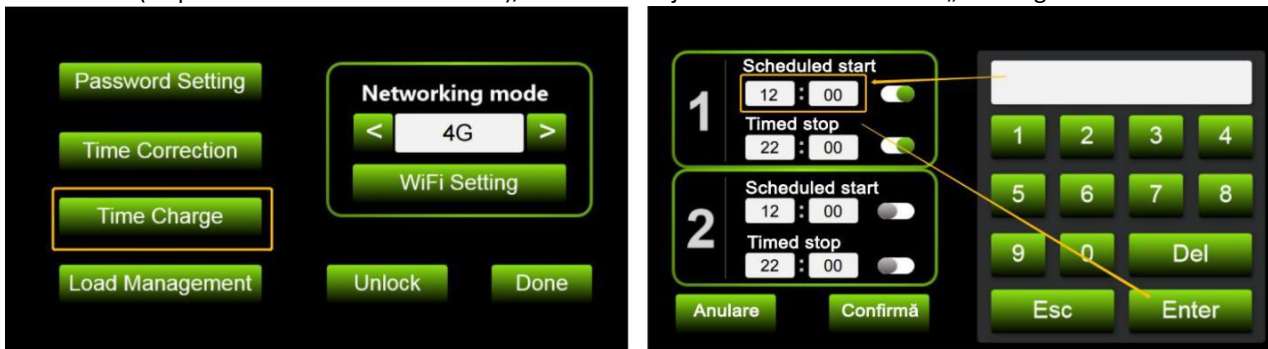 Password Setting
Time Correction
Time Charge
Load Management
Networking mode
< 4G >
WiFi Setting
Unlock Done
1
Scheduled start
12 : 00
Timed stop
22 : 00
2
Scheduled start
12 : 00
Timed stop
22 : 00
Anulare Confirmă
1 2 3 4
5 6 7 8
9 0 Del
Esc Enter